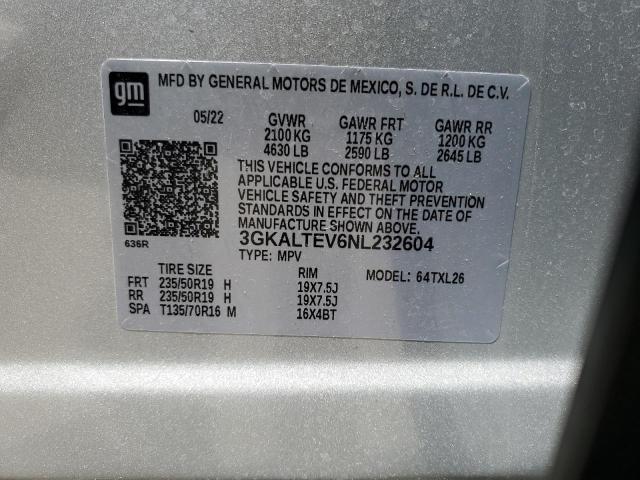 gm
MFD BY GENERAL MOTORS DE MEXICO, S. DE R.L. DE C.V.
05/22 GVWR GAWR FRT GAWR RR
2100 KG 1175 KG 1200 KG
4630 LB 2590 LB 2645 LB
THIS VEHICLE CONFORMS TO ALL
APPLICABLE U.S. FEDERAL MOTOR
VEHICLE SAFETY AND THEFT PREVENTION
STANDARDS IN EFFECT ON THE DATE OF
MANUFACTURE SHOWN ABOVE.
636R 3GKALTEV6NL232604
TYPE: MPV
TIRE SIZE RIM MODEL: 64TXL26
FRT 235/50R19 H 19X7.5J
RR 235/50R19 H 19X7.5J
SPA T135/70R16 M 16X4BT